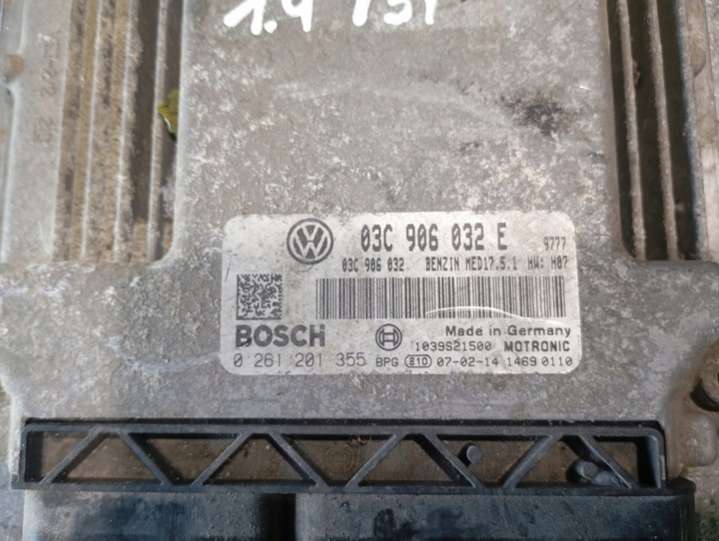 1.4 TSI
03C 906 032 E 9777
03C 906 032 BENZIN MED17.5.1 HW: H07
BOSCH Made in Germany
1039S21500 MOTRONIC
0 261 201 355 BPG 810 07-02-14 1469 0110